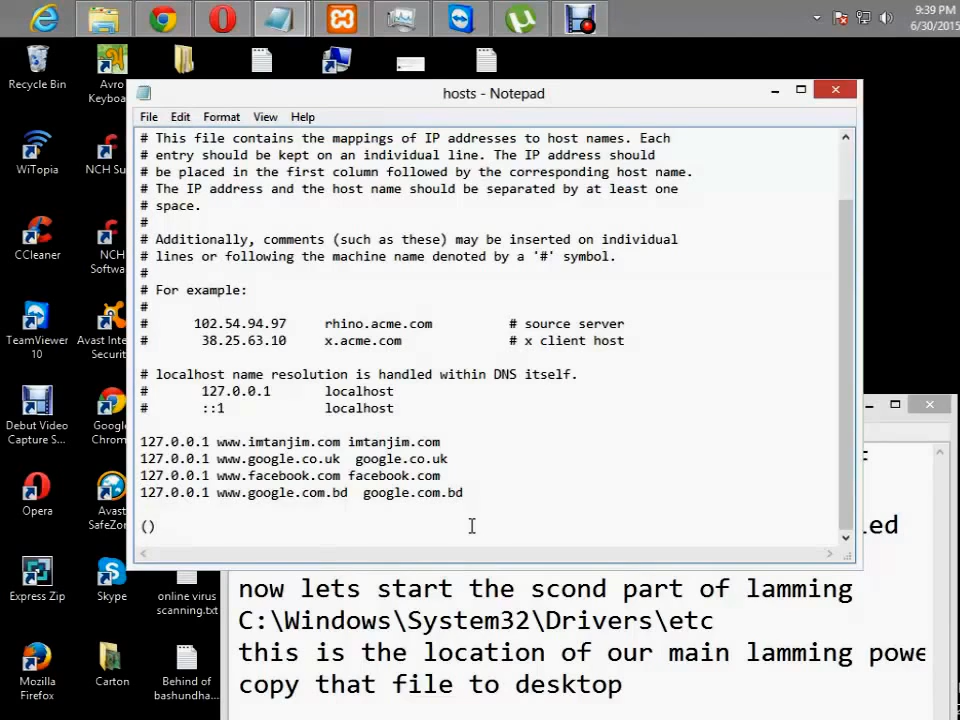 9:39 PM
6/30/2015
Recycle Bin
Avro
Keyboa
WiTopia
NCH Su
CCleaner
NCH
Softwa
TeamViewer
10
Avast Inte
Securit
Debut Video
Capture S...
Google
Chrom
Opera
Avast
SafeZon
Express Zip
Skype
online virus
scanning.txt
Mozilla
Firefox
Carton
Behind of
bashundha...
hosts - Notepad
File Edit Format View Help
# This file contains the mappings of IP addresses to host names. Each
# entry should be kept on an individual line. The IP address should
# be placed in the first column followed by the corresponding host name.
# The IP address and the host name should be separated by at least one
# space.
#
# Additionally, comments (such as these) may be inserted on individual
# lines or following the machine name denoted by a '#' symbol.
#
# For example:
#
# 102.54.94.97 rhino.acme.com # source server
# 38.25.63.10 x.acme.com # x client host
# localhost name resolution is handled within DNS itself.
# 127.0.0.1 localhost
# ::1 localhost
127.0.0.1 www.imtanjim.com imtanjim.com
127.0.0.1 www.google.co.uk google.co.uk
127.0.0.1 www.facebook.com facebook.com
127.0.0.1 www.google.com.bd google.com.bd
()
led
now lets start the scond part of lamming
C:\Windows\System32\Drivers\etc
this is the location of our main lamming powe
copy that file to desktop